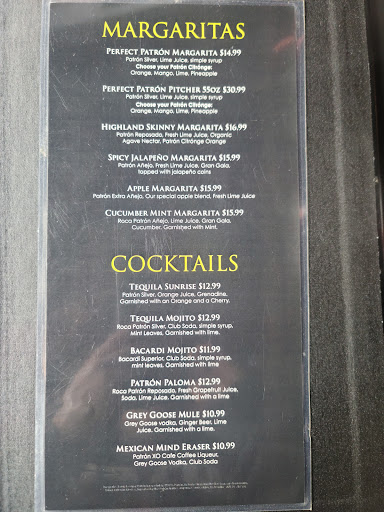 MARGARITAS
PERFECT PATRÓN MARGARITA $14.99
Patrón Sliver, Lime Juice, simple syrup
Choose your Patrón Citrónge:
Orange, Mango, Lime, Pineapple
PERFECT PATRÓN PITCHER 55OZ $30.99
Patrón Sliver, Lime Juice, simple syrup
Choose your Patrón Citrónge:
Orange, Mango, Lime, Pineapple
HIGHLAND SKINNY MARGARITA $16.99
Patrón Reposado, Fresh Lime Juice, Organic
Agave Nectar, Patrón Citrónge Orange
SPICY JALAPEÑO MARGARITA $15.99
Patrón Añejo, Fresh Lime Juice, Gran Gala,
topped with jalapeño coins
APPLE MARGARITA $15.99
Patrón Extra Añejo, Our special apple blend, Fresh Lime Juice
CUCUMBER MINT MARGARITA $15.99
Roca Patrón Añejo, Lime Juice, Gran Gala,
Cucumber, Garnished with Mint.
COCKTAILS
TEQUILA SUNRISE $12.99
Patrón Sliver, Orange Juice, Grenadine,
Garnished with an Orange and a Cherry.
TEQUILA MOJITO $12.99
Roca Patrón Sliver, Club Soda, simple syrup,
Mint Leaves, Garnished with lime
BACARDI MOJITO $11.99
Bacardi Superior, Club Soda, simple syrup,
mint leaves, Garnished with lime
PATRÓN PALOMA $12.99
Roca Patrón Reposado, Fresh Grapefruit Juice,
Soda, Lime Juice, Garnished with a lime
GREY GOOSE MULE $10.99
Grey Goose vodka, Ginger Beer, Lime
Juice, Garnished with a lime.
MEXICAN MIND ERASER $10.99
Patrón XO Cafe Coffee Liqueur,
Grey Goose Vodka, Club Soda